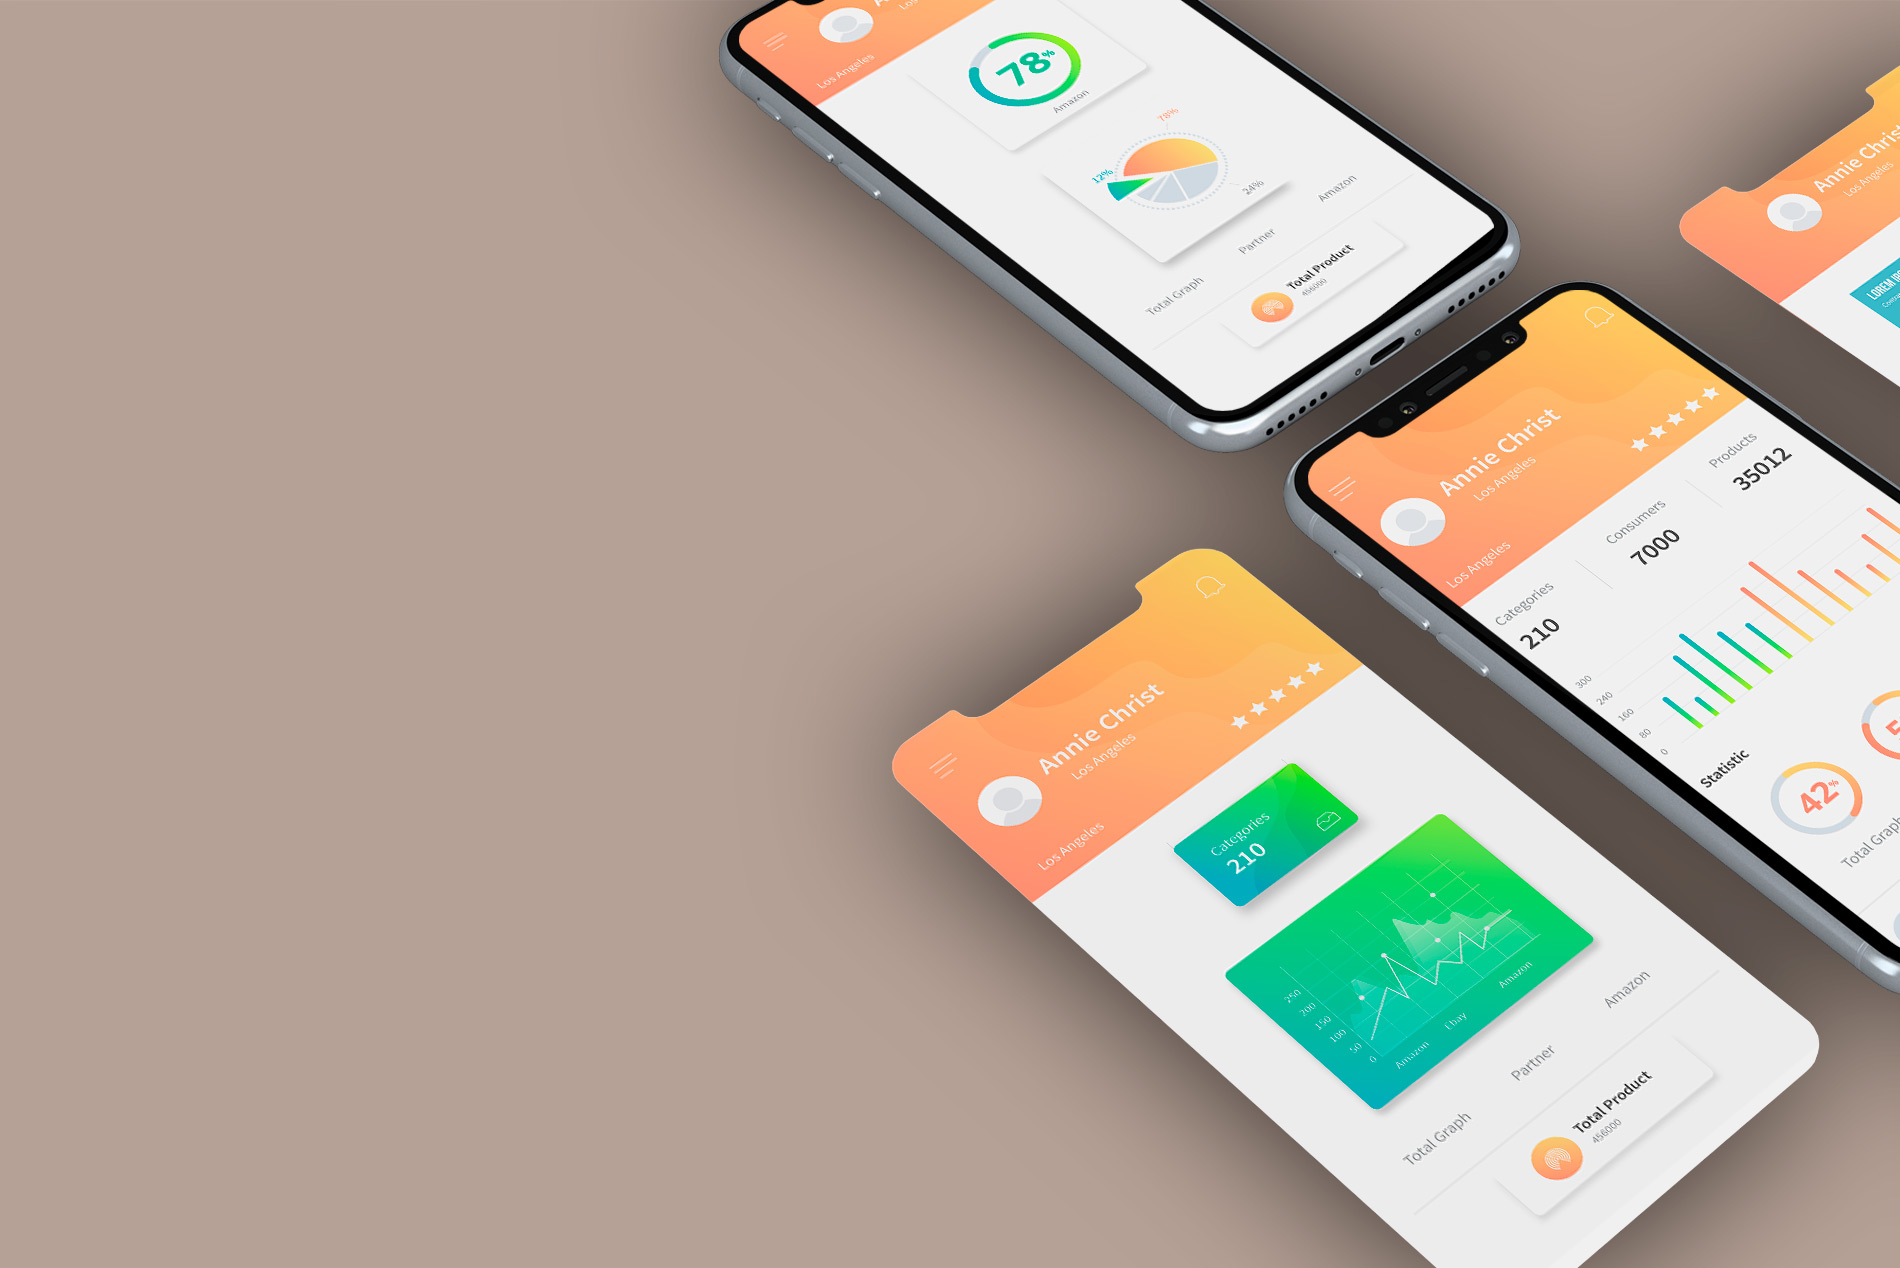 Los Angeles
78%
Amazon
78%
12%
24%
Total Graph
Partner
Amazon
Total Product
456000
Annie Christ
Los Angeles
LOREM
Annie Christ
Los Angeles
Los Angeles
Categories
210
Consumers
7000
Products
35012
300
240
160
80
0
Statistic
42%
Total Graph
Annie Christ
Los Angeles
Los Angeles
Categories
210
250
200
150
100
50
0
Amazon
Ebay
Amazon
Total Graph
Partner
Amazon
Total Product
456000